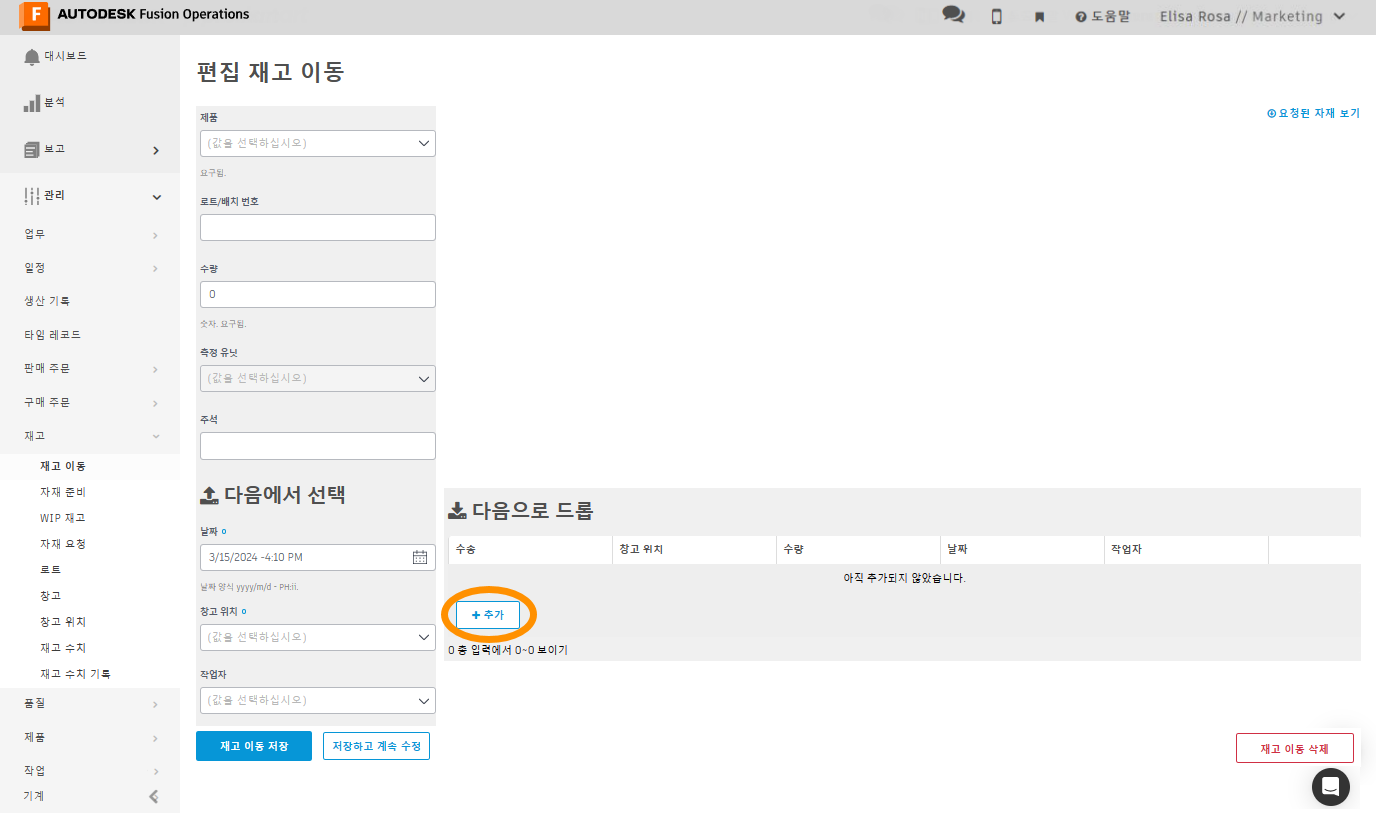 AUTODESK Fusion Operations
도움말
Elisa Rosa // Marketing
대시보드
분석
보고
관리
업무
일정
생산 기록
타임 레코드
판매 주문
구매 주문
재고
재고 이동
자재 준비
WIP 재고
자재 요청
로트
창고
창고 위치
재고 수치
재고 수치 기록
품질
제품
작업
기계
편집 재고 이동
요청된 자재 보기
제품
(값을 선택하십시오)
요구됨.
로트/배치 번호
수량
0
숫자. 요구됨.
측정 유닛
(값을 선택하십시오)
주석
다음에서 선택
날짜
3/15/2024 -4:10 PM
날짜 양식 yyyy/m/d - PH:ii.
창고 위치
(값을 선택하십시오)
작업자
(값을 선택하십시오)
재고 이동 저장
저장하고 계속 수정
다음으로 드롭
수송 창고 위치 수량 날짜 작업자
아직 추가되지 않았습니다.
+ 추가
0 총 입력에서 0~0 보이기
재고 이동 삭제